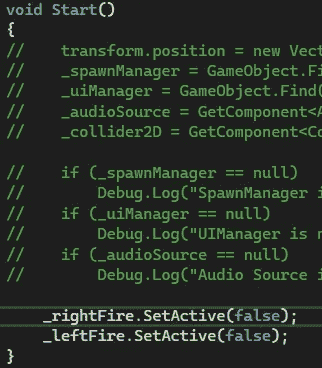 void Start()
{
//    transform.position = new Vect
//    _spawnManager = GameObject.Fi
//    _uiManager = GameObject.Find(
//    _audioSource = GetComponent<A
//    _collider2D = GetComponent<Co
//    if (_spawnManager == null)
//        Debug.Log("SpawnManager i
//    if (_uiManager == null)
//        Debug.Log("UIManager is n
//    if (_audioSource == null)
//        Debug.Log("Audio Source i
_rightFire.SetActive(false);
_leftFire.SetActive(false);
}